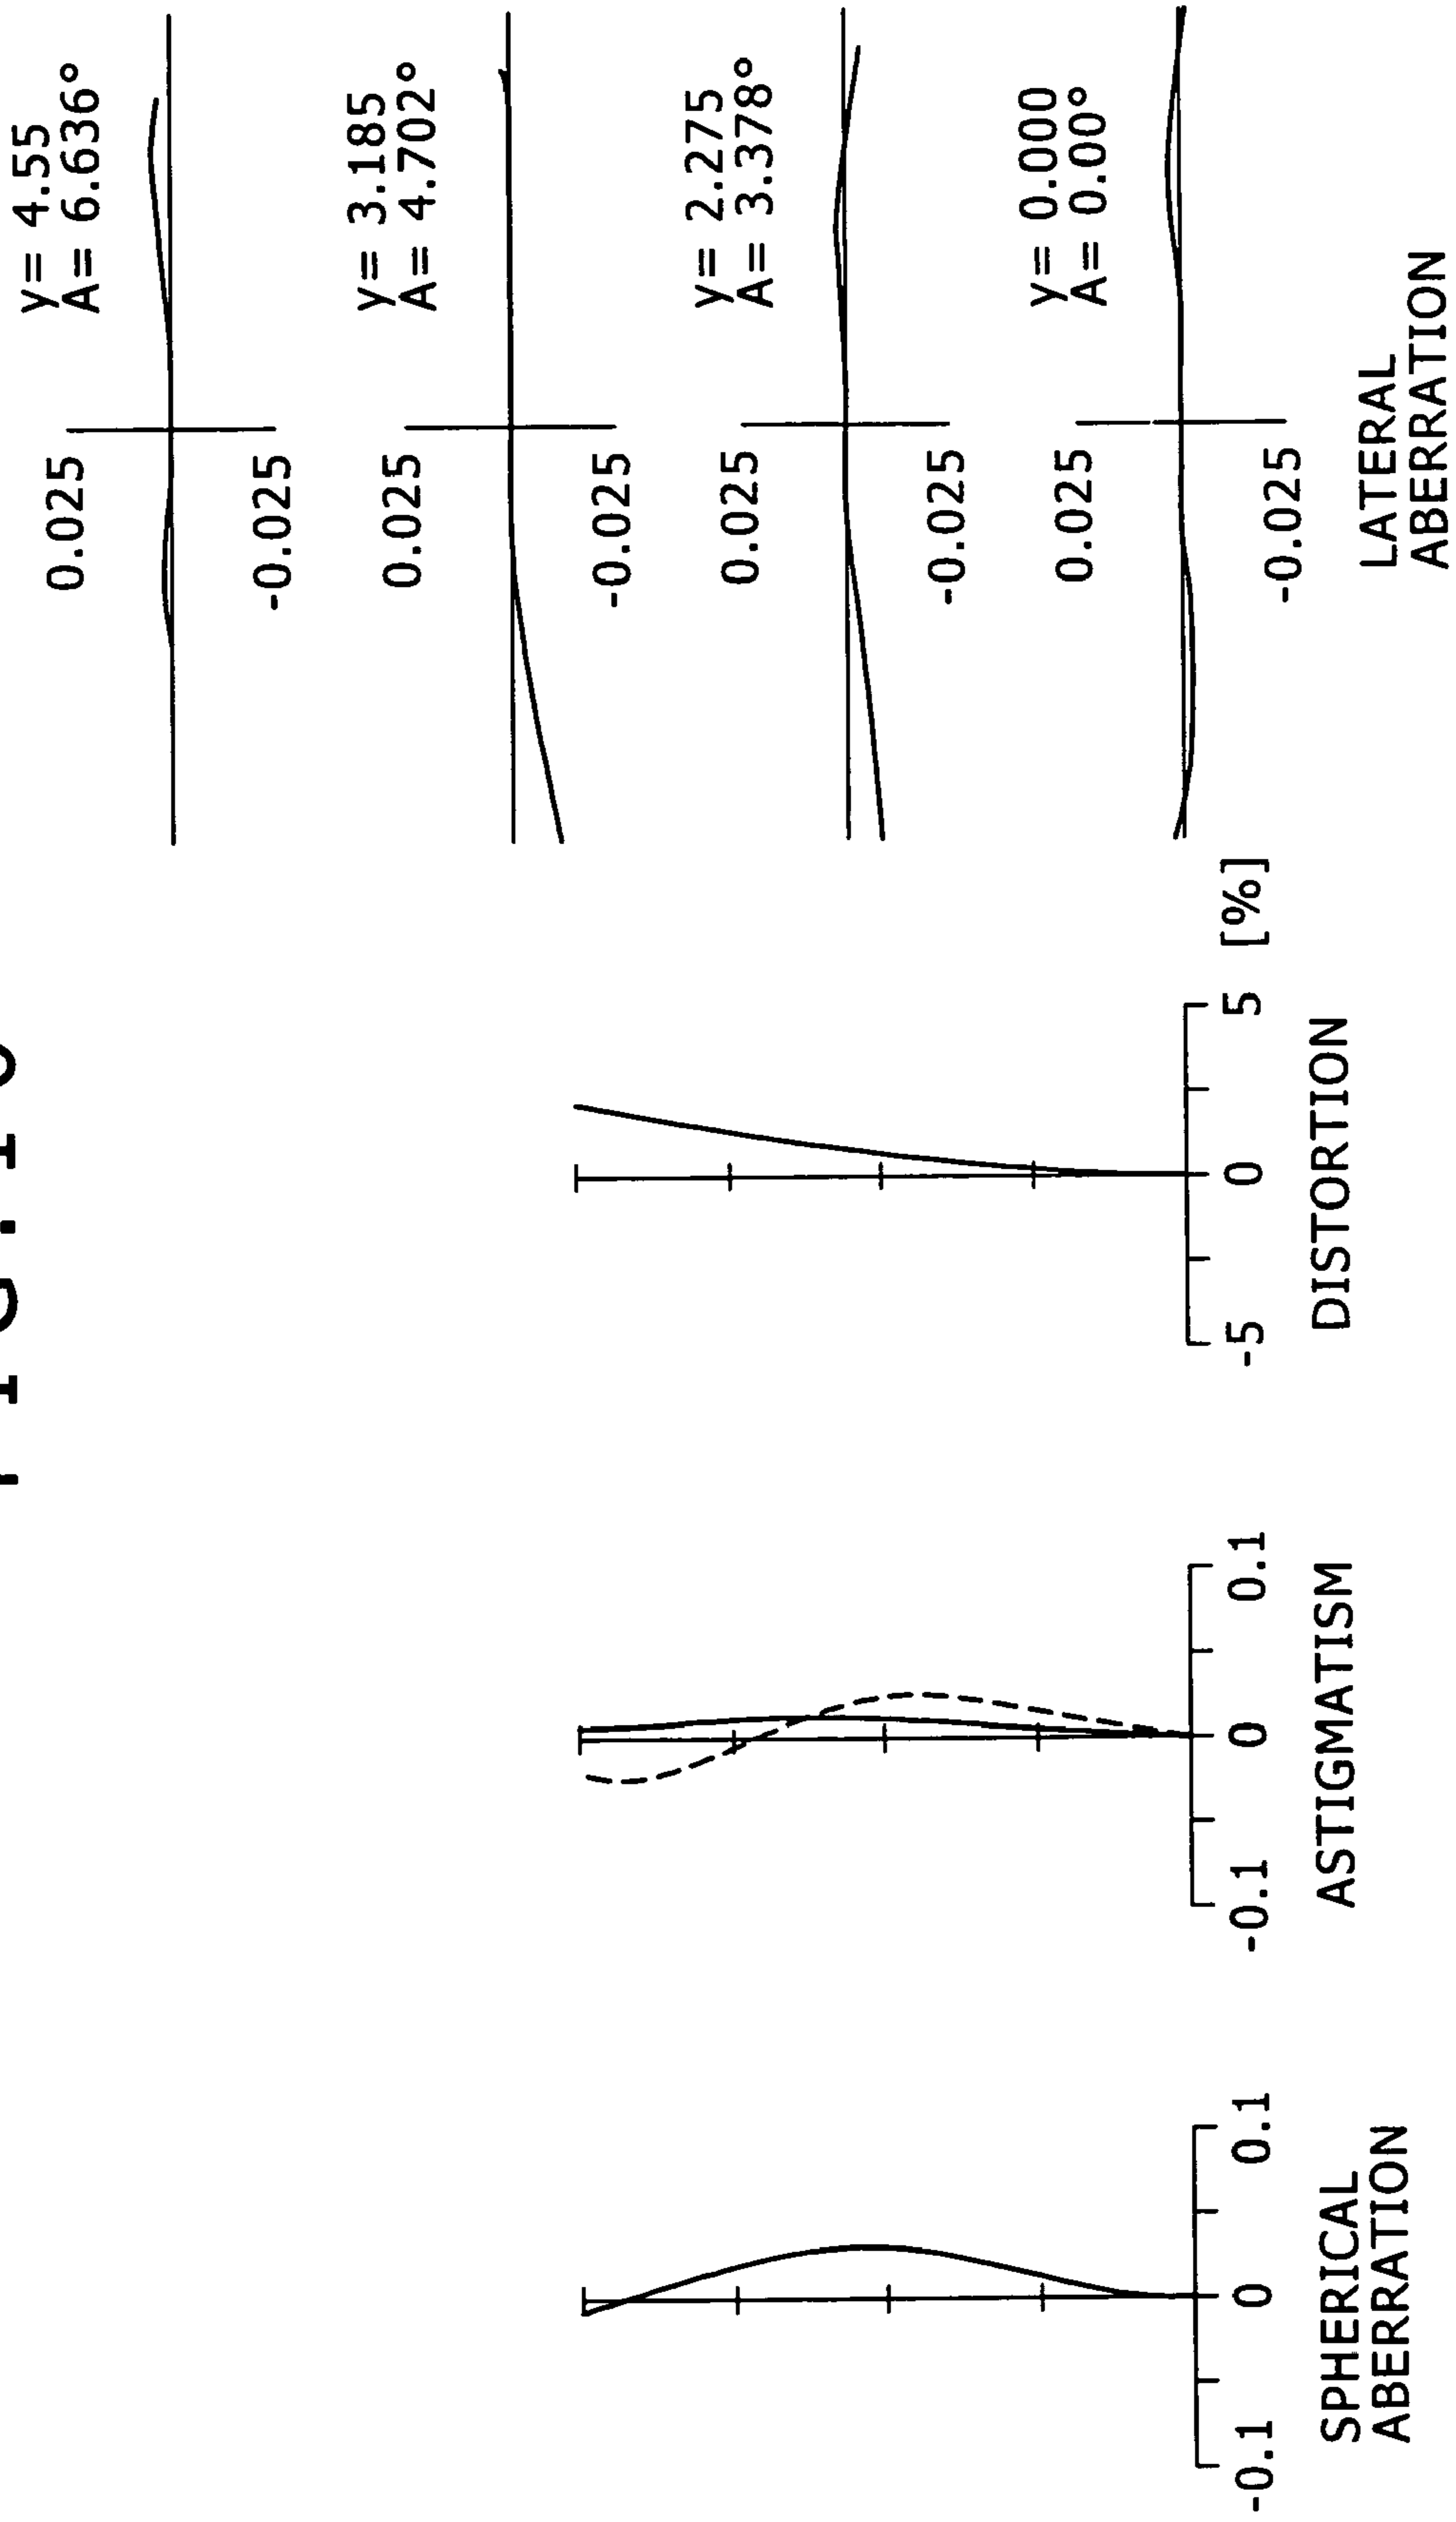 y= 4.55
A= 6.636°
0.025
-0.025
y= 3.185
A= 4.702°
0.025
-0.025
y= 2.275
A= 3.378°
0.025
-0.025
y= 0.000
A= 0.00°
0.025
-0.025
LATERAL
ABERRATION
-0.1 0 0.1
SPHERICAL
ABERRATION
-0.1 0 0.1
ASTIGMATISM
-5 0 5 [%]
DISTORTION